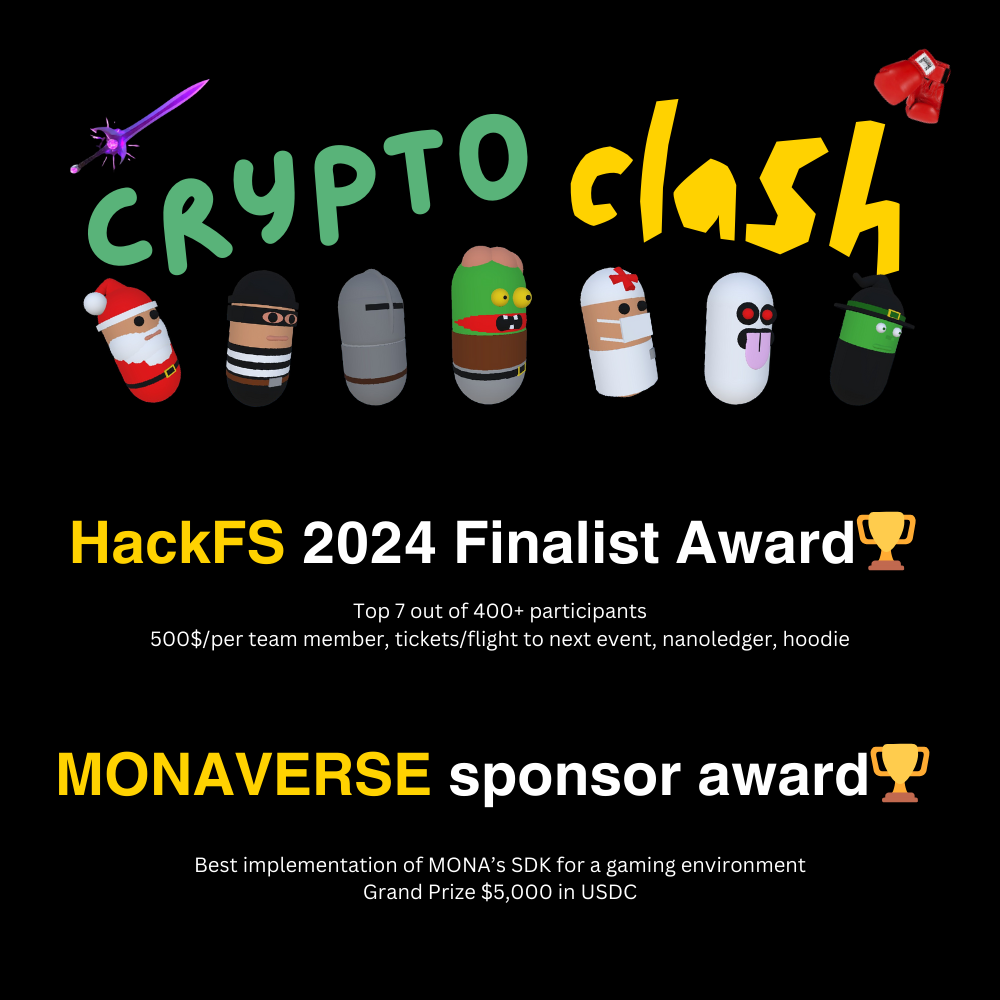 CRYPTO clash
HackFS 2024 Finalist Award
Top 7 out of 400+ participants
500$/per team member, tickets/flight to next event, nanoledger, hoodie
MONAVERSE sponsor award
Best implementation of MONA’s SDK for a gaming environment
Grand Prize $5,000 in USDC